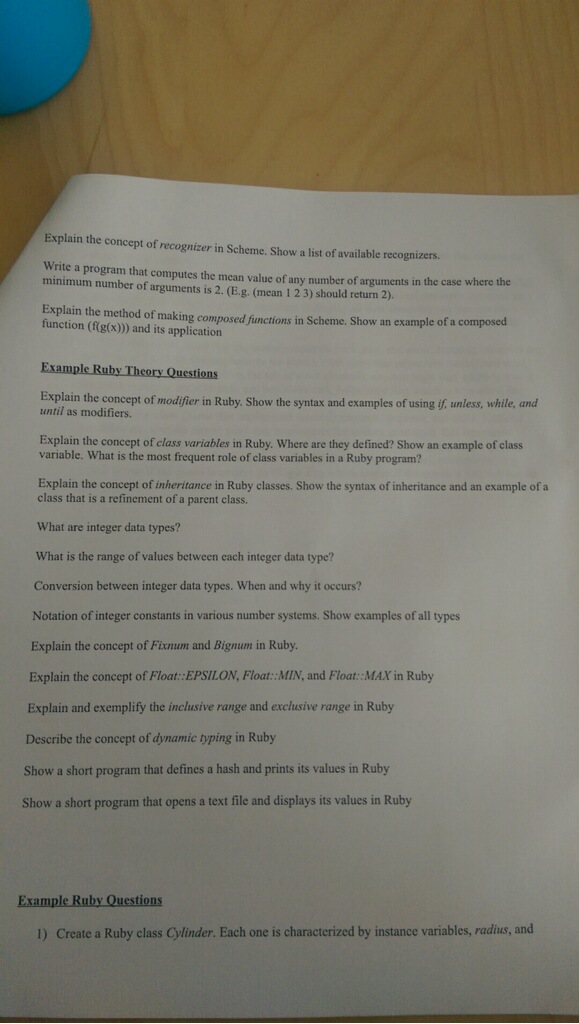 Explain the concept of recognizer in Scheme. Show a list of available recognizers.
Write a program that computes the mean value of any number of arguments in the case where the
minimum number of arguments is 2. (E.g. (mean 1 2 3) should return 2).
Explain the method of making composed functions in Scheme. Show an example of a composed
function (f(g(x))) and its application
Example Ruby Theory Questions
Explain the concept of modifier in Ruby. Show the syntax and examples of using if, unless, while, and
until as modifiers.
Explain the concept of class variables in Ruby. Where are they defined? Show an example of class
variable. What is the most frequent role of class variables in a Ruby program?
Explain the concept of inheritance in Ruby classes. Show the syntax of inheritance and an example of a
class that is a refinement of a parent class.
What are integer data types?
What is the range of values between each integer data type?
Conversion between integer data types. When and why it occurs?
Notation of integer constants in various number systems. Show examples of all types
Explain the concept of Fixnum and Bignum in Ruby.
Explain the concept of Float::EPSILON, Float::MIN, and Float::MAX in Ruby
Explain and exemplify the inclusive range and exclusive range in Ruby
Describe the concept of dynamic typing in Ruby
Show a short program that defines a hash and prints its values in Ruby
Show a short program that opens a text file and displays its values in Ruby
Example Ruby Questions
1) Create a Ruby class Cylinder. Each one is characterized by instance variables, radius, and